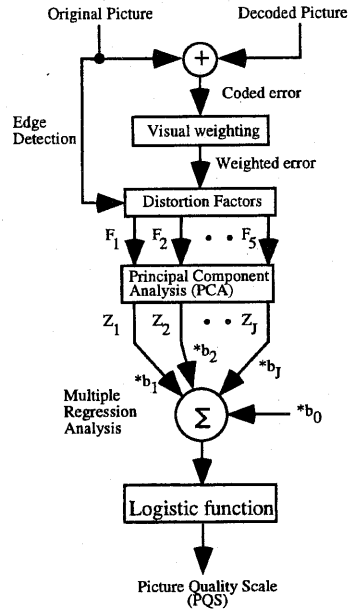 Original Picture
Decoded Picture
+
Coded error
Edge
Detection
Visual weighting
Weighted error
Distortion Factors
F1 F2 · · F5
Principal Component
Analysis (PCA)
Z1 Z2 · · ZJ
*b2
*b1 *bJ
Multiple
Regression
Analysis
Σ
*b0
Logistic function
Picture Quality Scale
(PQS)